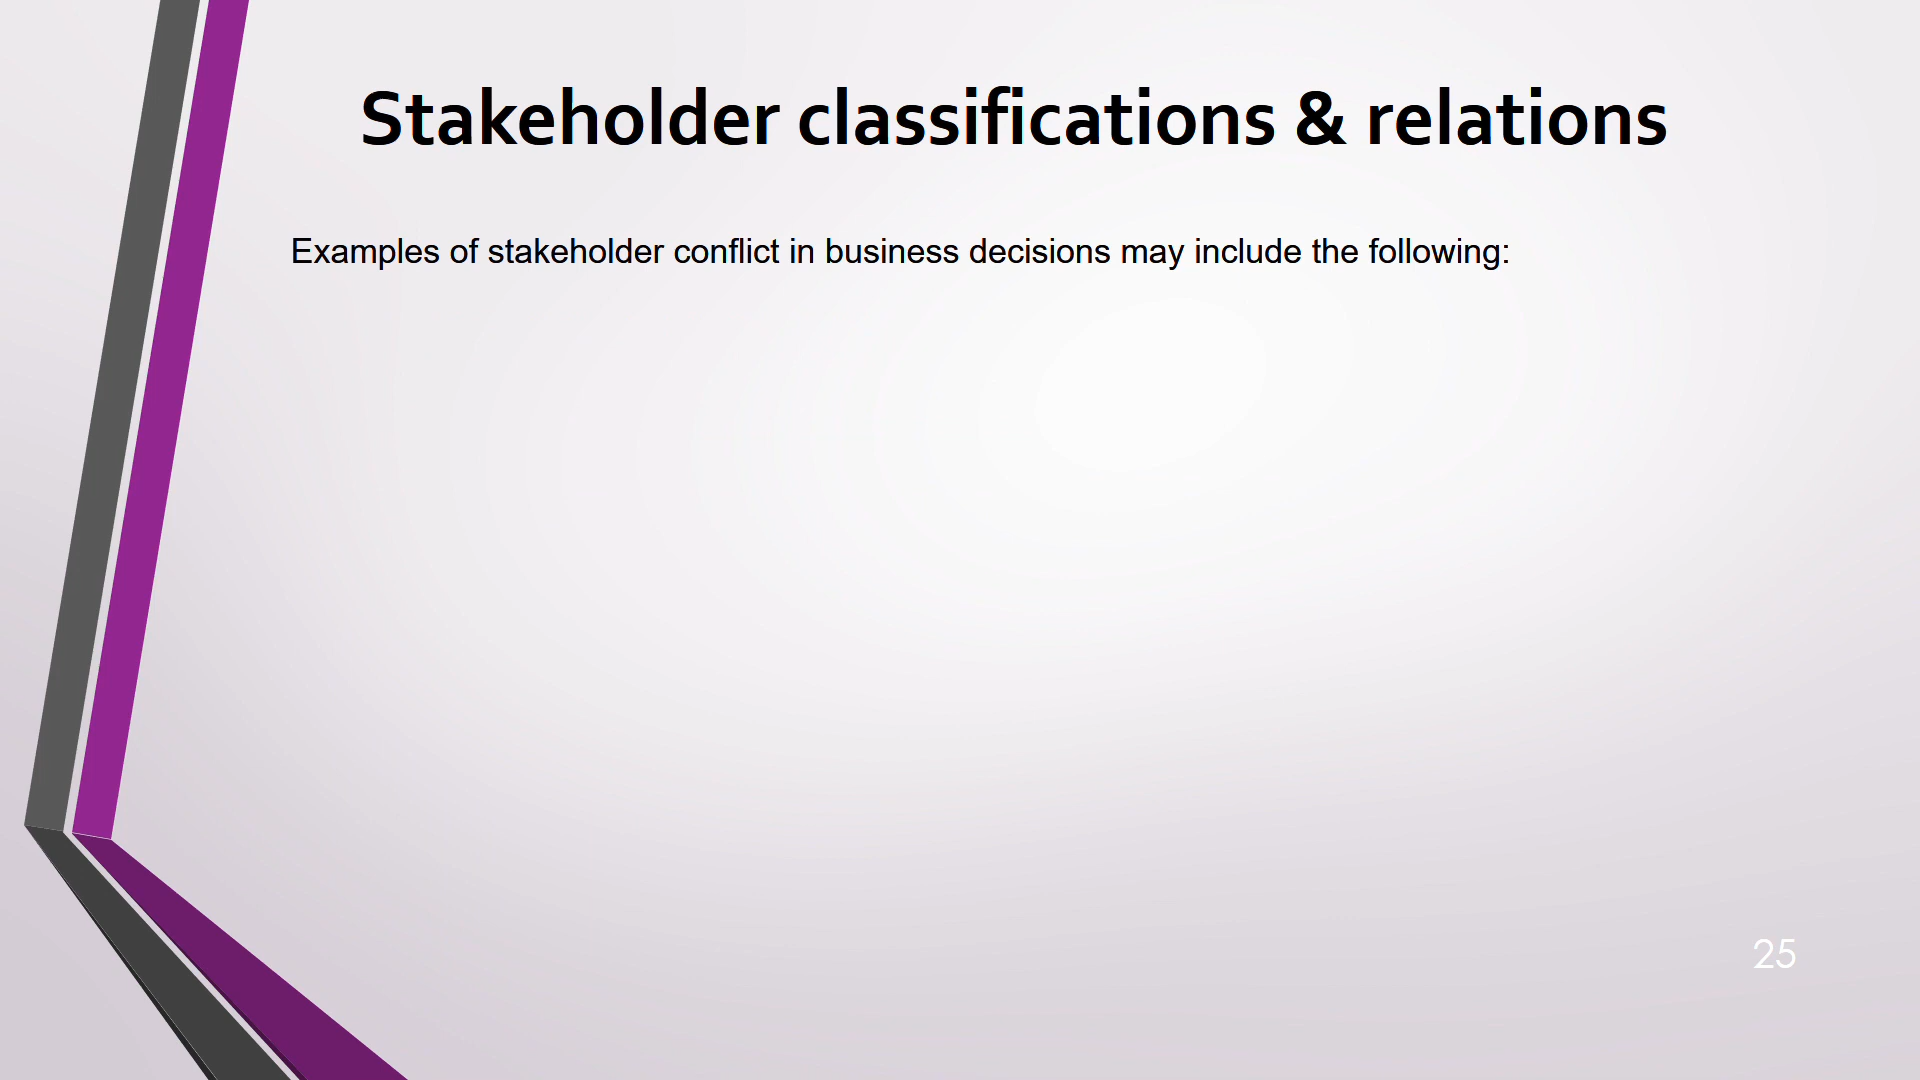 Stakeholder classifications & relations
Examples of stakeholder conflict in business decisions may include the following:
25